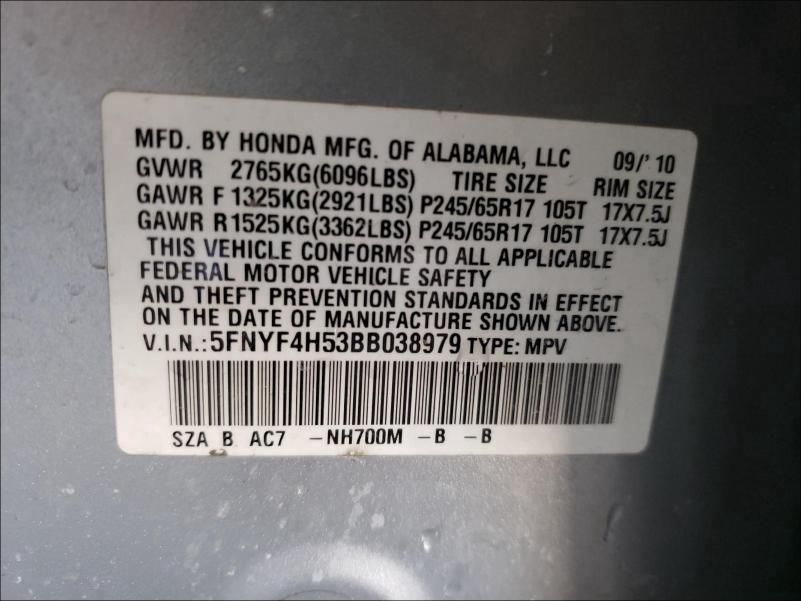 MFD. BY HONDA MFG. OF ALABAMA, LLC 09/' 10
GVWR 2765KG(6096LBS) TIRE SIZE RIM SIZE
GAWR F 1325KG(2921LBS) P245/65R17 105T 17X7.5J
GAWR R 1525KG(3362LBS) P245/65R17 105T 17X7.5J
THIS VEHICLE CONFORMS TO ALL APPLICABLE
FEDERAL MOTOR VEHICLE SAFETY
AND THEFT PREVENTION STANDARDS IN EFFECT
ON THE DATE OF MANUFACTURE SHOWN ABOVE.
V.I.N.: 5FNYF4H53BB038979 TYPE: MPV
SZA B AC7 -NH700M -B -B